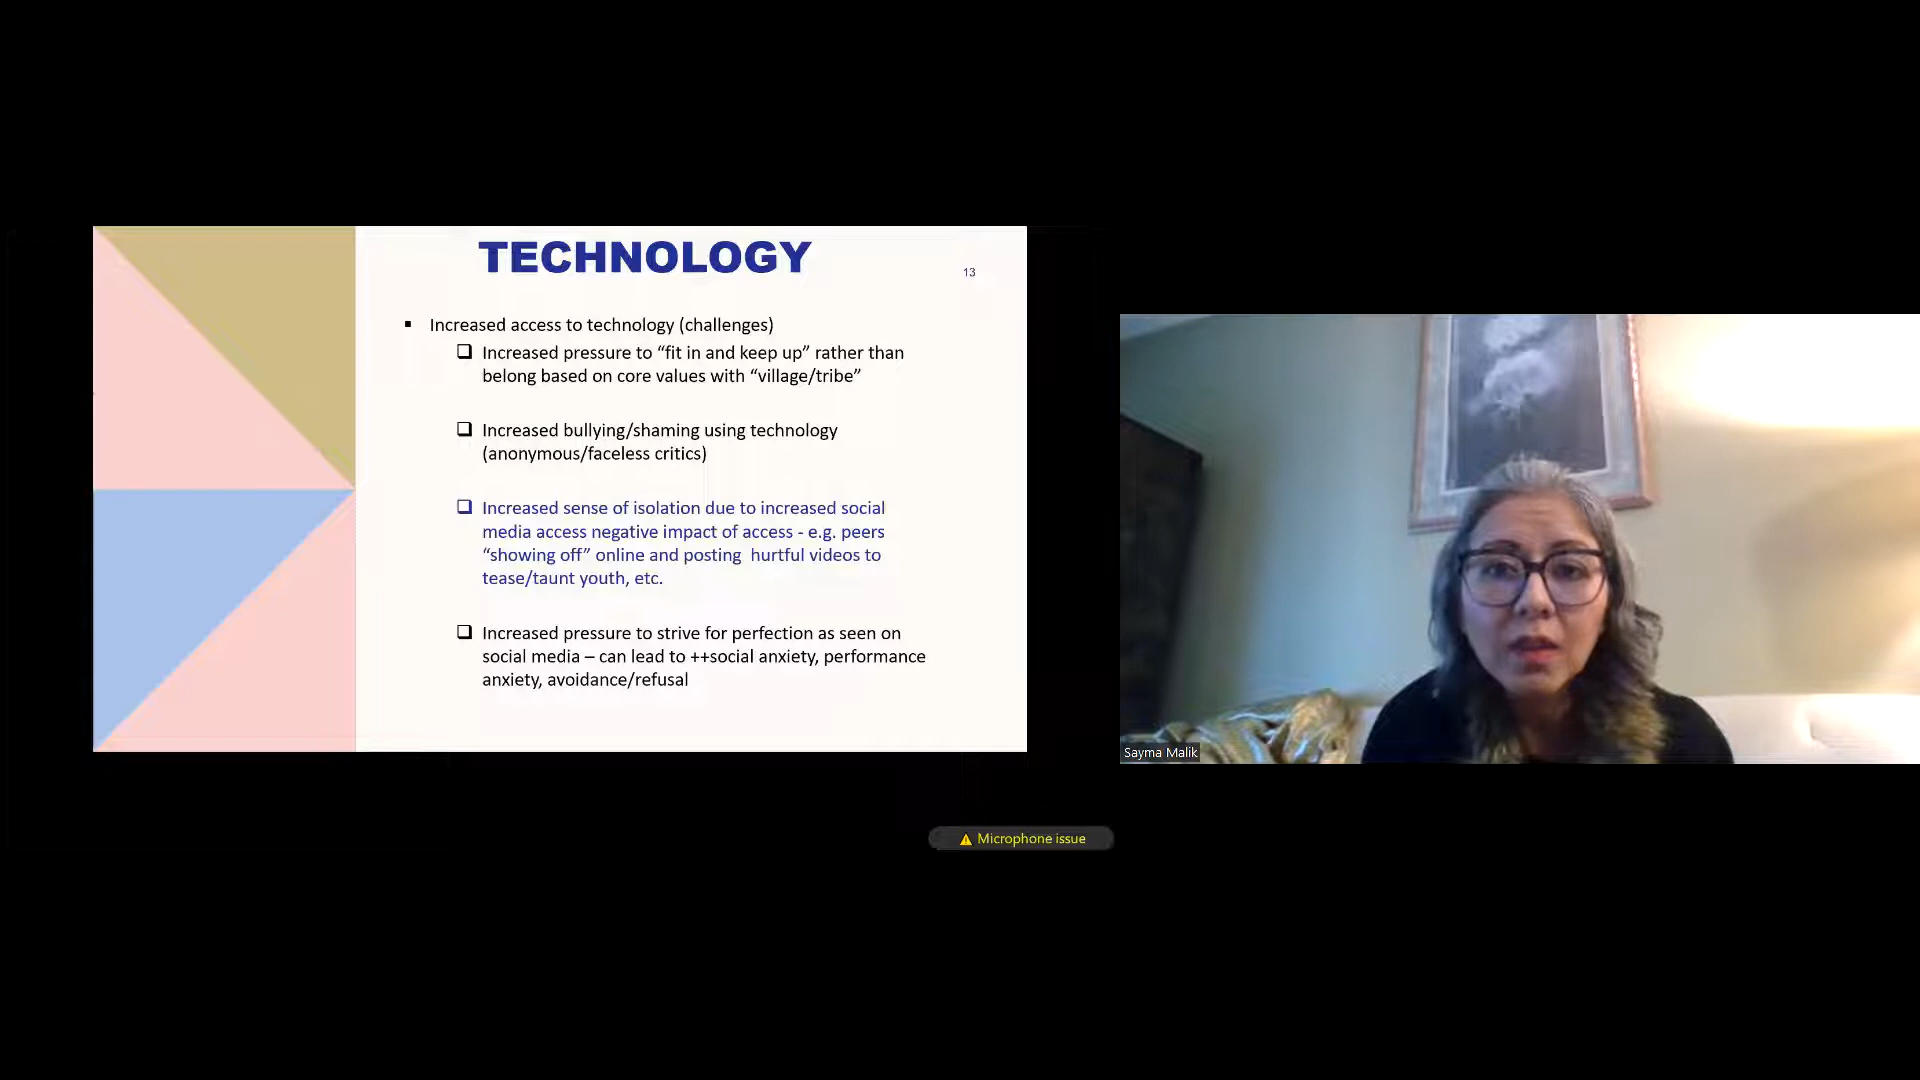 TECHNOLOGY
13
▪ Increased access to technology (challenges)
❑ Increased pressure to “fit in and keep up” rather than
belong based on core values with “village/tribe”
❑ Increased bullying/shaming using technology
(anonymous/faceless critics)
❑ Increased sense of isolation due to increased social
media access negative impact of access - e.g. peers
“showing off” online and posting  hurtful videos to
tease/taunt youth, etc.
❑ Increased pressure to strive for perfection as seen on
social media – can lead to ++social anxiety, performance
anxiety, avoidance/refusal
Sayma Malik
Microphone issue